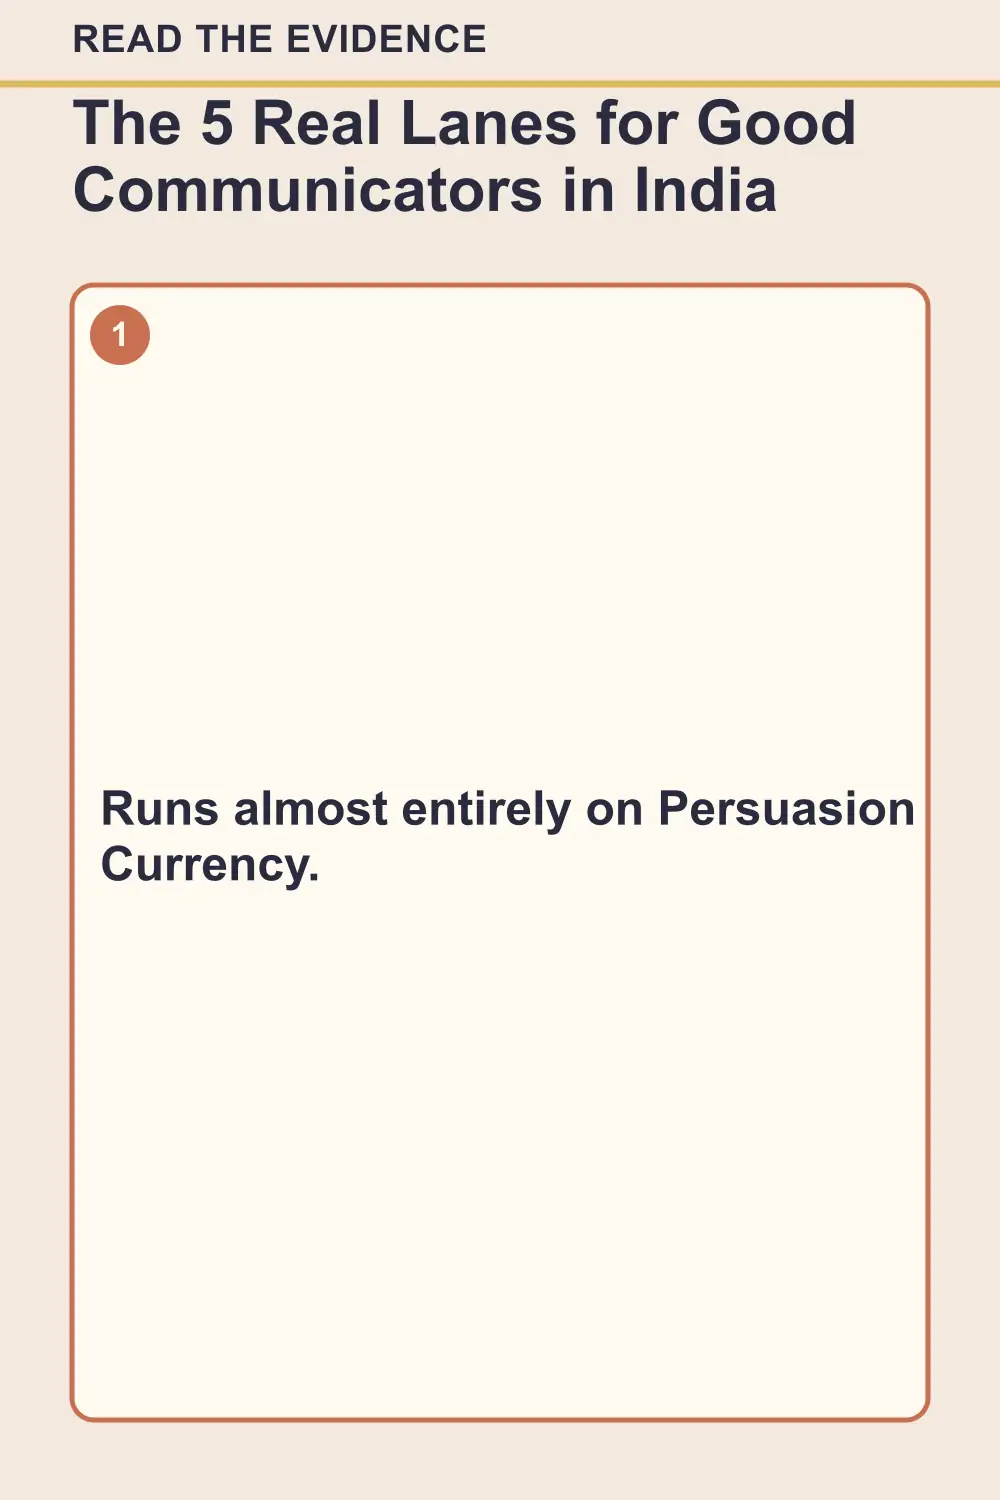 READ THE EVIDENCE
The 5 Real Lanes for Good
Communicators in India
1
Runs almost entirely on Persuasion
Currency.